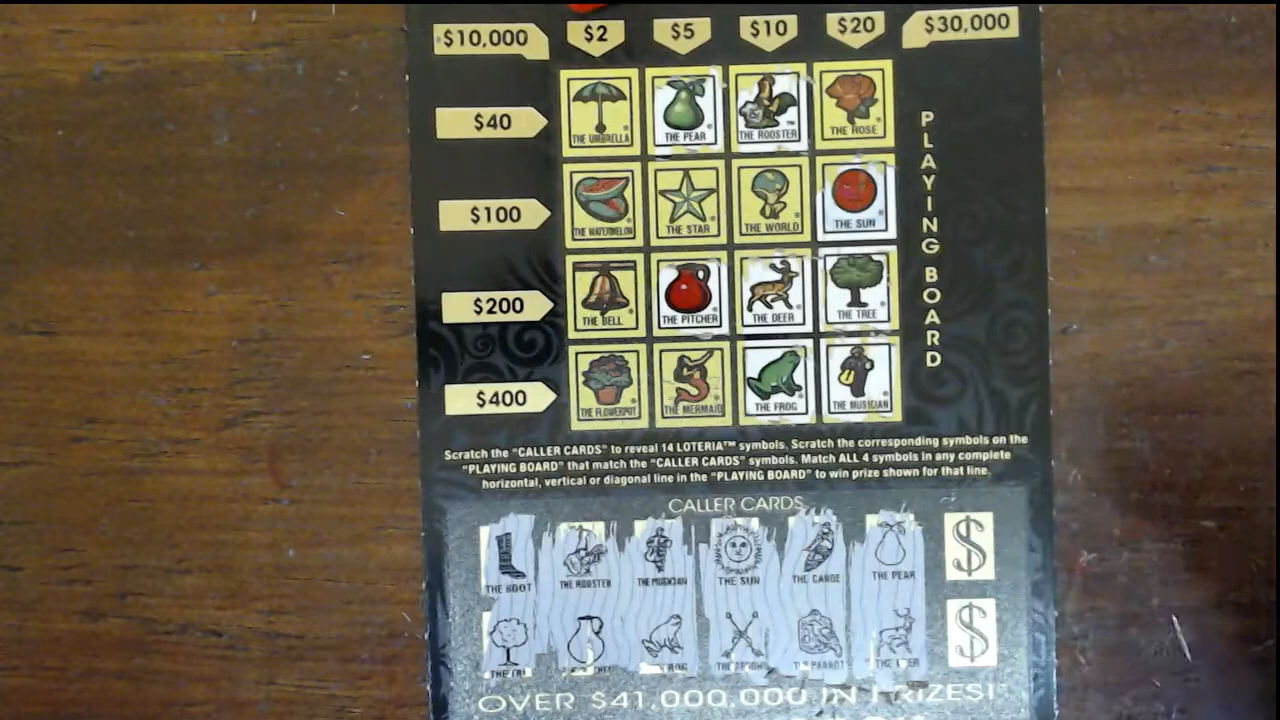 $10,000 $2 $5 $10 $20 $30,000
$40
THE UMBRELLA THE PEAR THE ROOSTER THE ROSE
$100
THE WATERMELON THE STAR THE WORLD THE SUN
$200
THE BELL THE PITCHER THE DEER THE TREE
$400
THE FLOWERPOT THE MERMAID THE FROG THE MUSICIAN
PLAYING BOARD
Scratch the "CALLER CARDS" to reveal 14 LOTERIA™ symbols. Scratch the corresponding symbols on the
"PLAYING BOARD" that match the "CALLER CARDS" symbols. Match ALL 4 symbols in any complete
horizontal, vertical or diagonal line in the "PLAYING BOARD" to win prize shown for that line.
CALLER CARDS
THE BOOT THE ROOSTER THE MUSICIAN THE SUN THE CANOE THE PEAR $
THE PARROT THE DEER $
OVER $41,000,000 IN PRIZES!